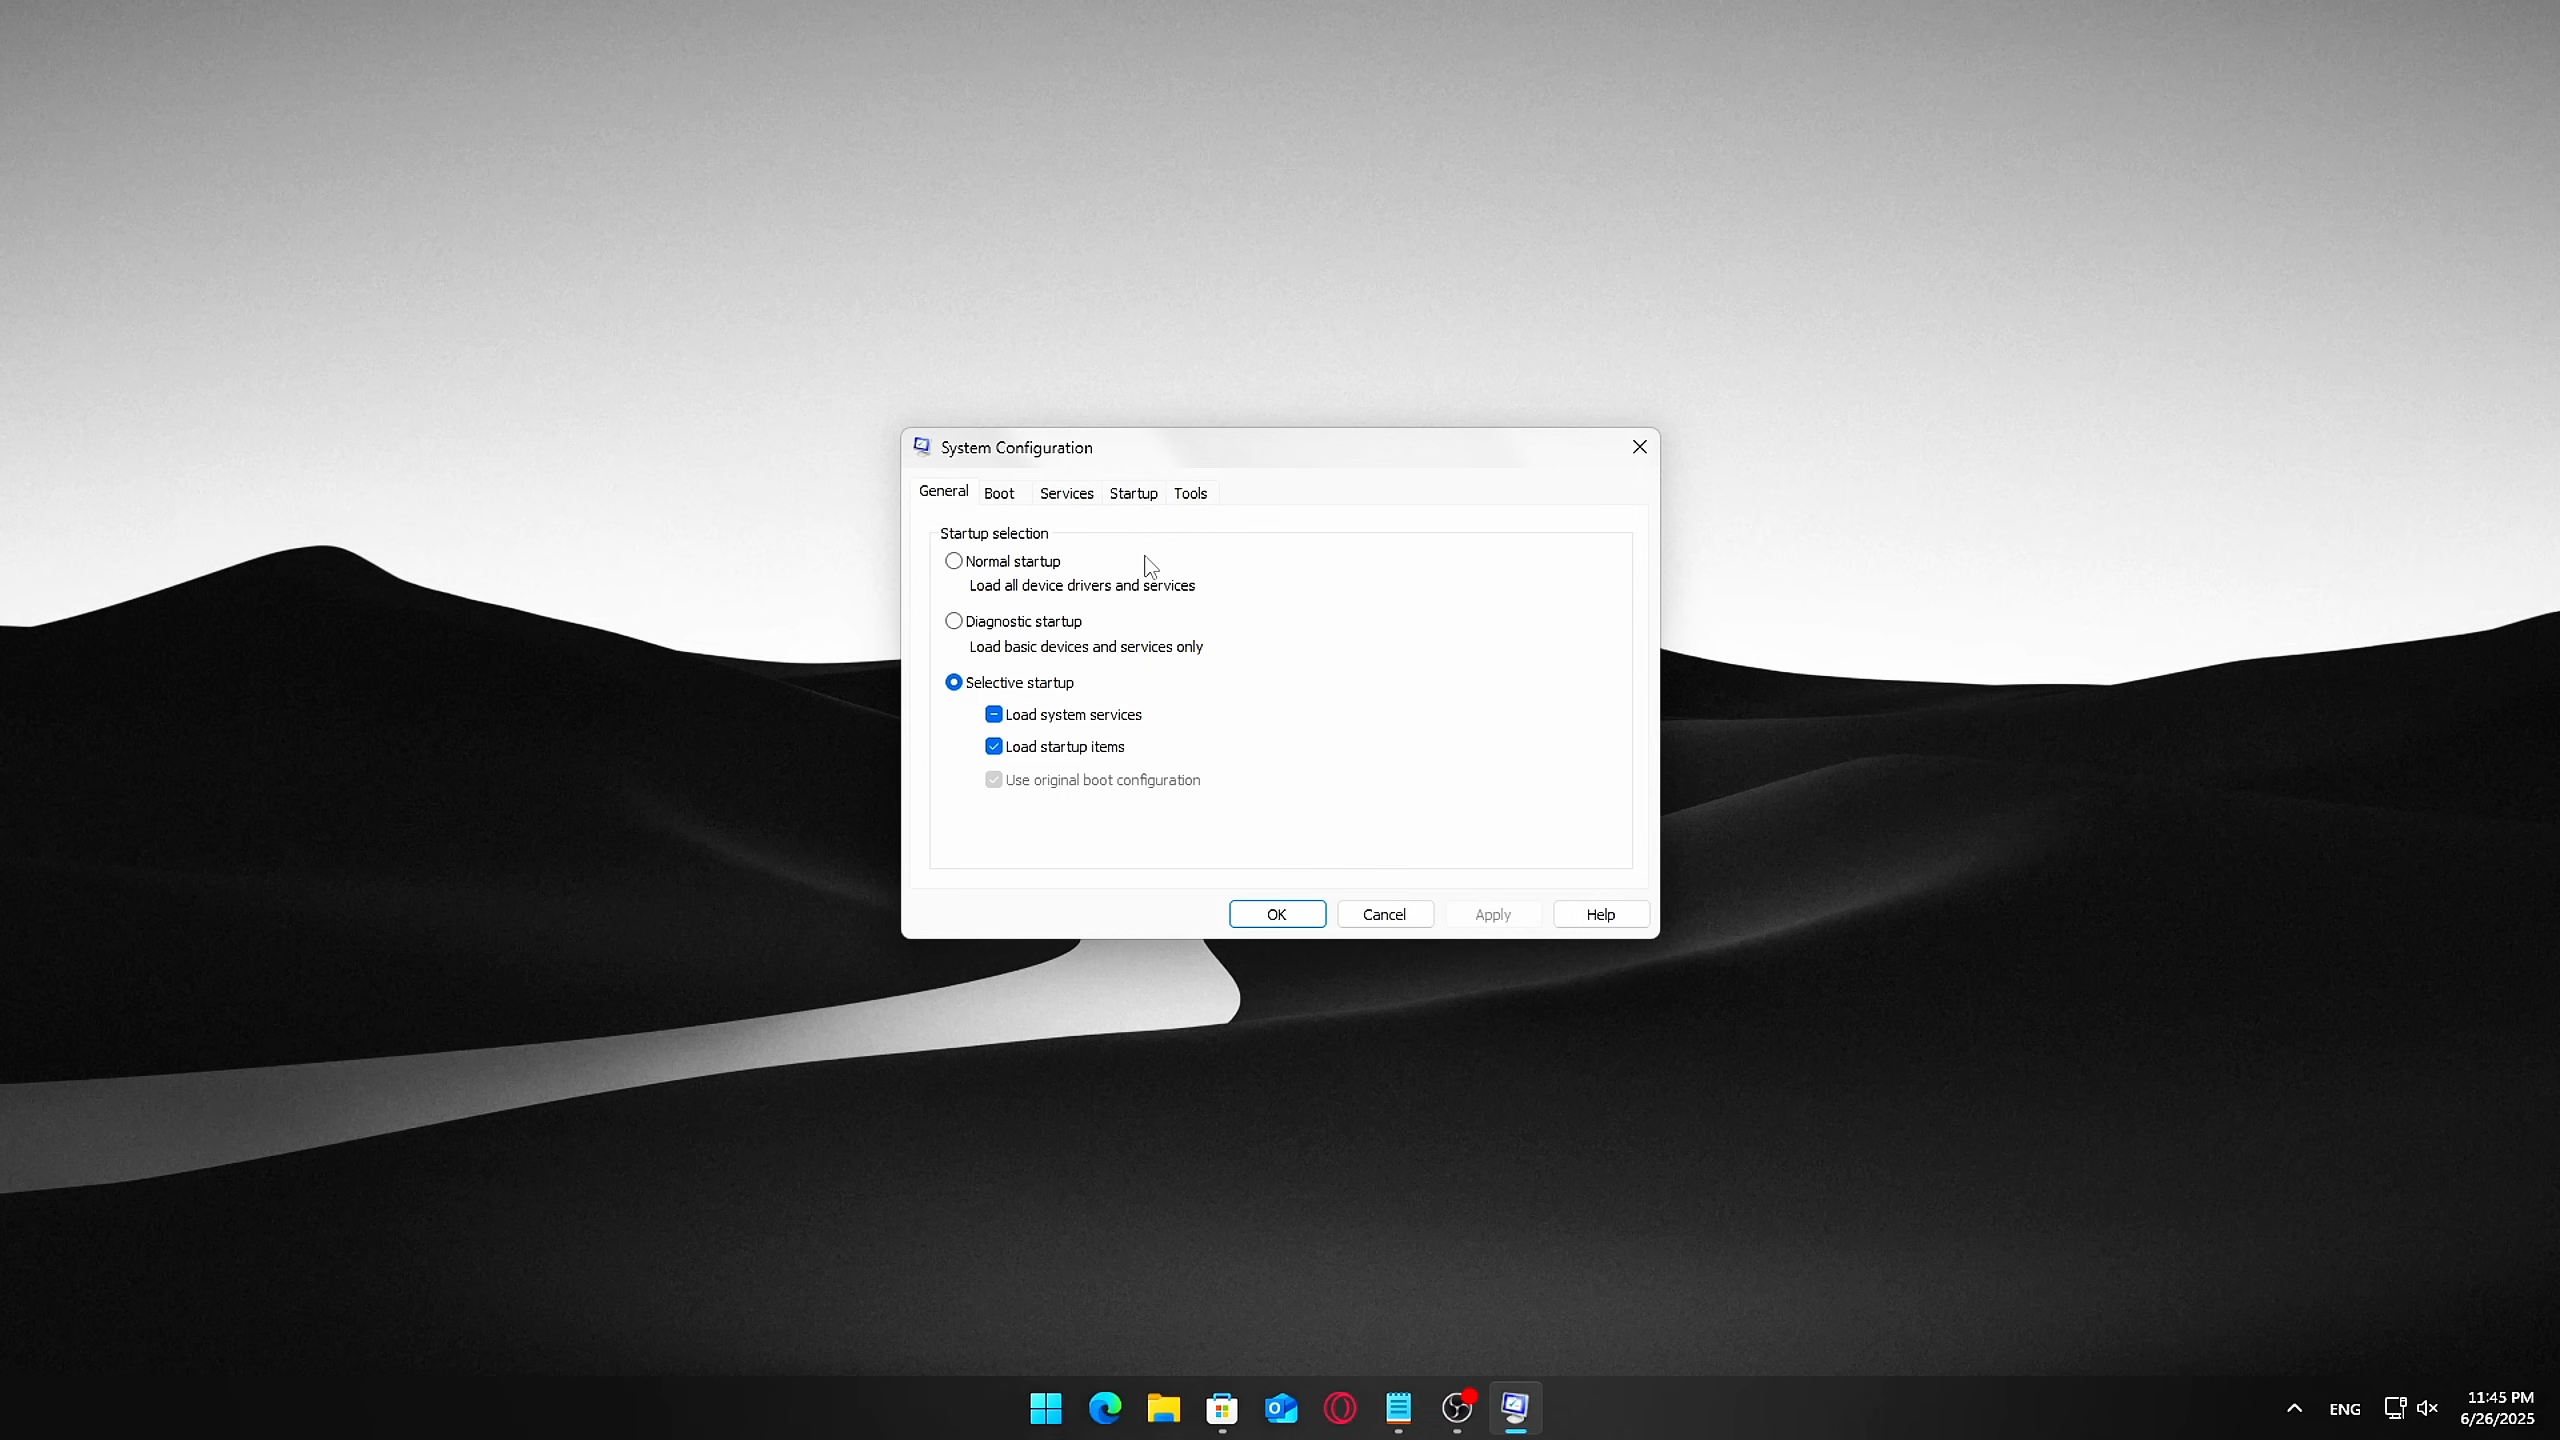 System Configuration
General Boot Services Startup Tools
Startup selection
Normal startup
Load all device drivers and services
Diagnostic startup
Load basic devices and services only
Selective startup
Load system services
Load startup items
Use original boot configuration
OK Cancel Apply Help
ENG
11:45 PM
6/26/2025